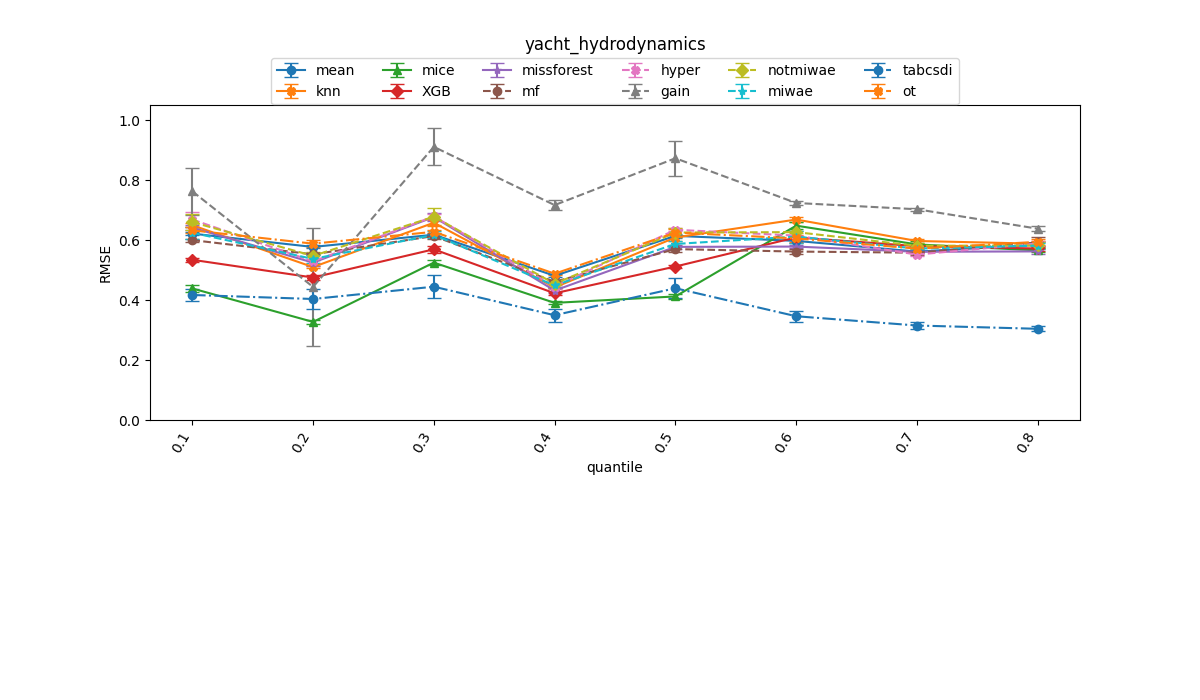 yacht_hydrodynamics
mean mice missforest hyper notmiwae tabcsdi
knn XGB mf gain miwae ot
1.0
0.8
0.6
0.4
0.2
0.0
RMSE
0.1 0.2 0.3 0.4 0.5 0.6 0.7 0.8
quantile